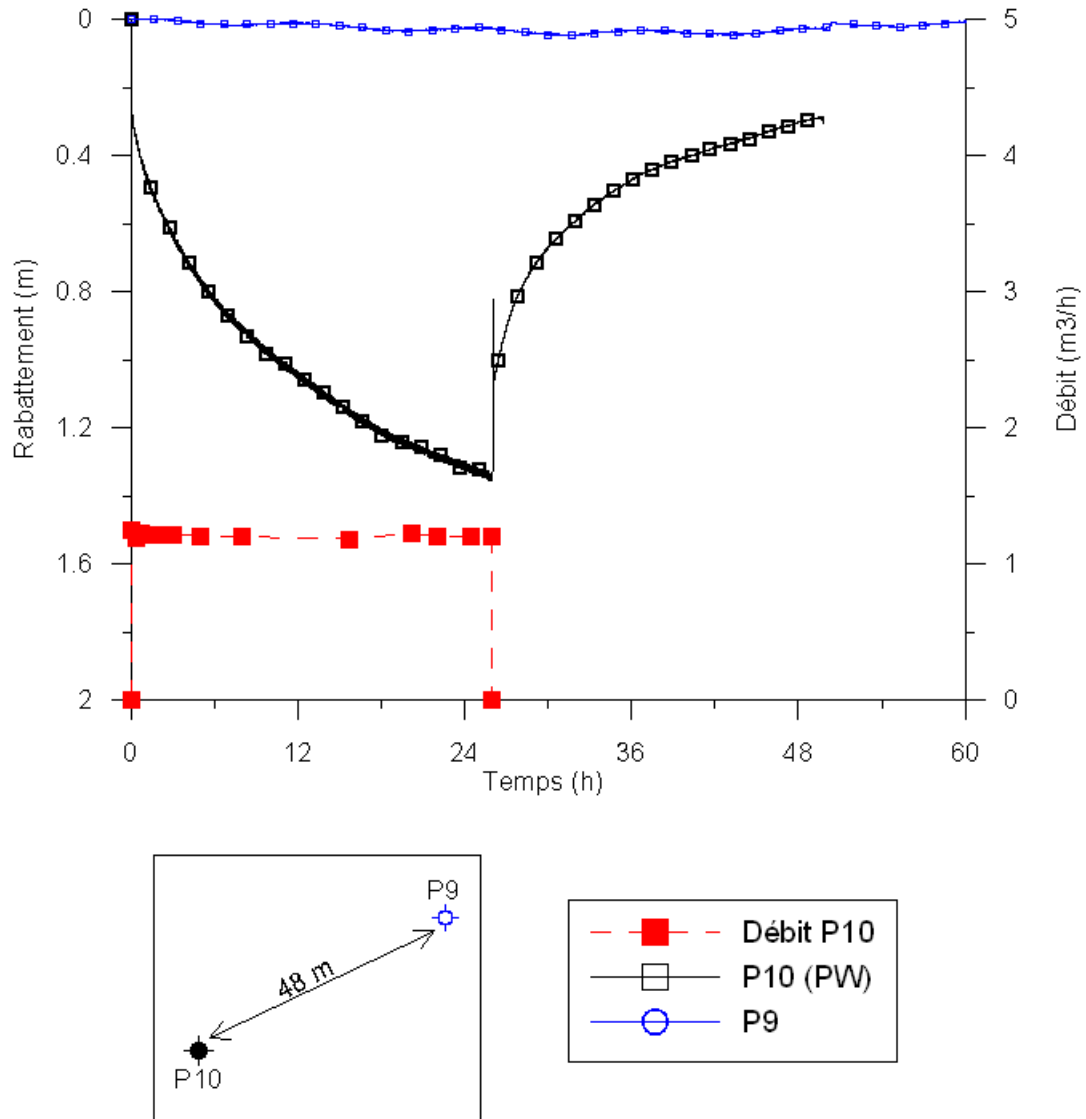 0
0.4
0.8
1.2
1.6
2
Rabattement (m)
5
4
3
2
1
0
Débit (m3/h)
0
12
24
36
48
60
Temps (h)
P9
48 m
P10
Débit P10
P10 (PW)
P9